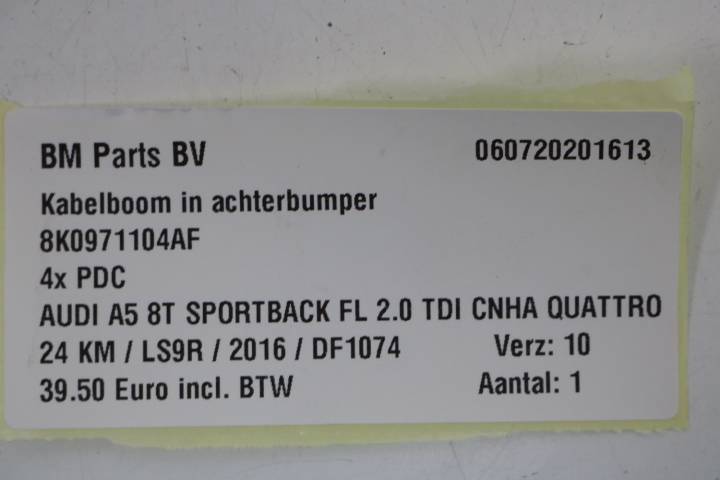 BM Parts BV 060720201613
Kabelboom in achterbumper
8K0971104AF
4x PDC
AUDI A5 8T SPORTBACK FL 2.0 TDI CNHA QUATTRO
24 KM / LS9R / 2016 / DF1074 Verz: 10
39.50 Euro incl. BTW Aantal: 1